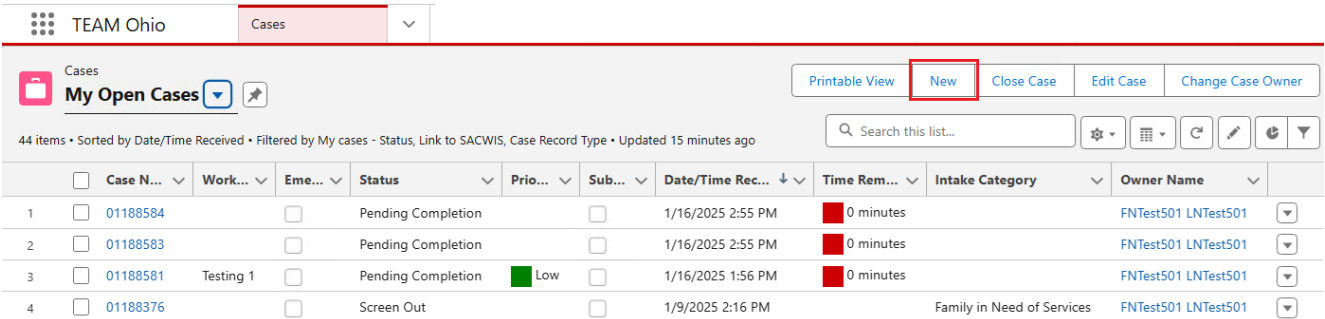 TEAM Ohio Cases
Cases
My Open Cases
Printable View New Close Case Edit Case Change Case Owner
44 items • Sorted by Date/Time Received • Filtered by My cases - Status, Link to SACWIS, Case Record Type • Updated 15 minutes ago
Search this list...
Case N... Work... Eme... Status Prio... Sub... Date/Time Rec... Time Rem... Intake Category Owner Name
1 01188584 Pending Completion 1/16/2025 2:55 PM 0 minutes FNTest501 LNTest501
2 01188583 Pending Completion 1/16/2025 2:55 PM 0 minutes FNTest501 LNTest501
3 01188581 Testing 1 Pending Completion Low 1/16/2025 1:56 PM 0 minutes FNTest501 LNTest501
4 01188376 Screen Out 1/9/2025 2:16 PM Family in Need of Services FNTest501 LNTest501